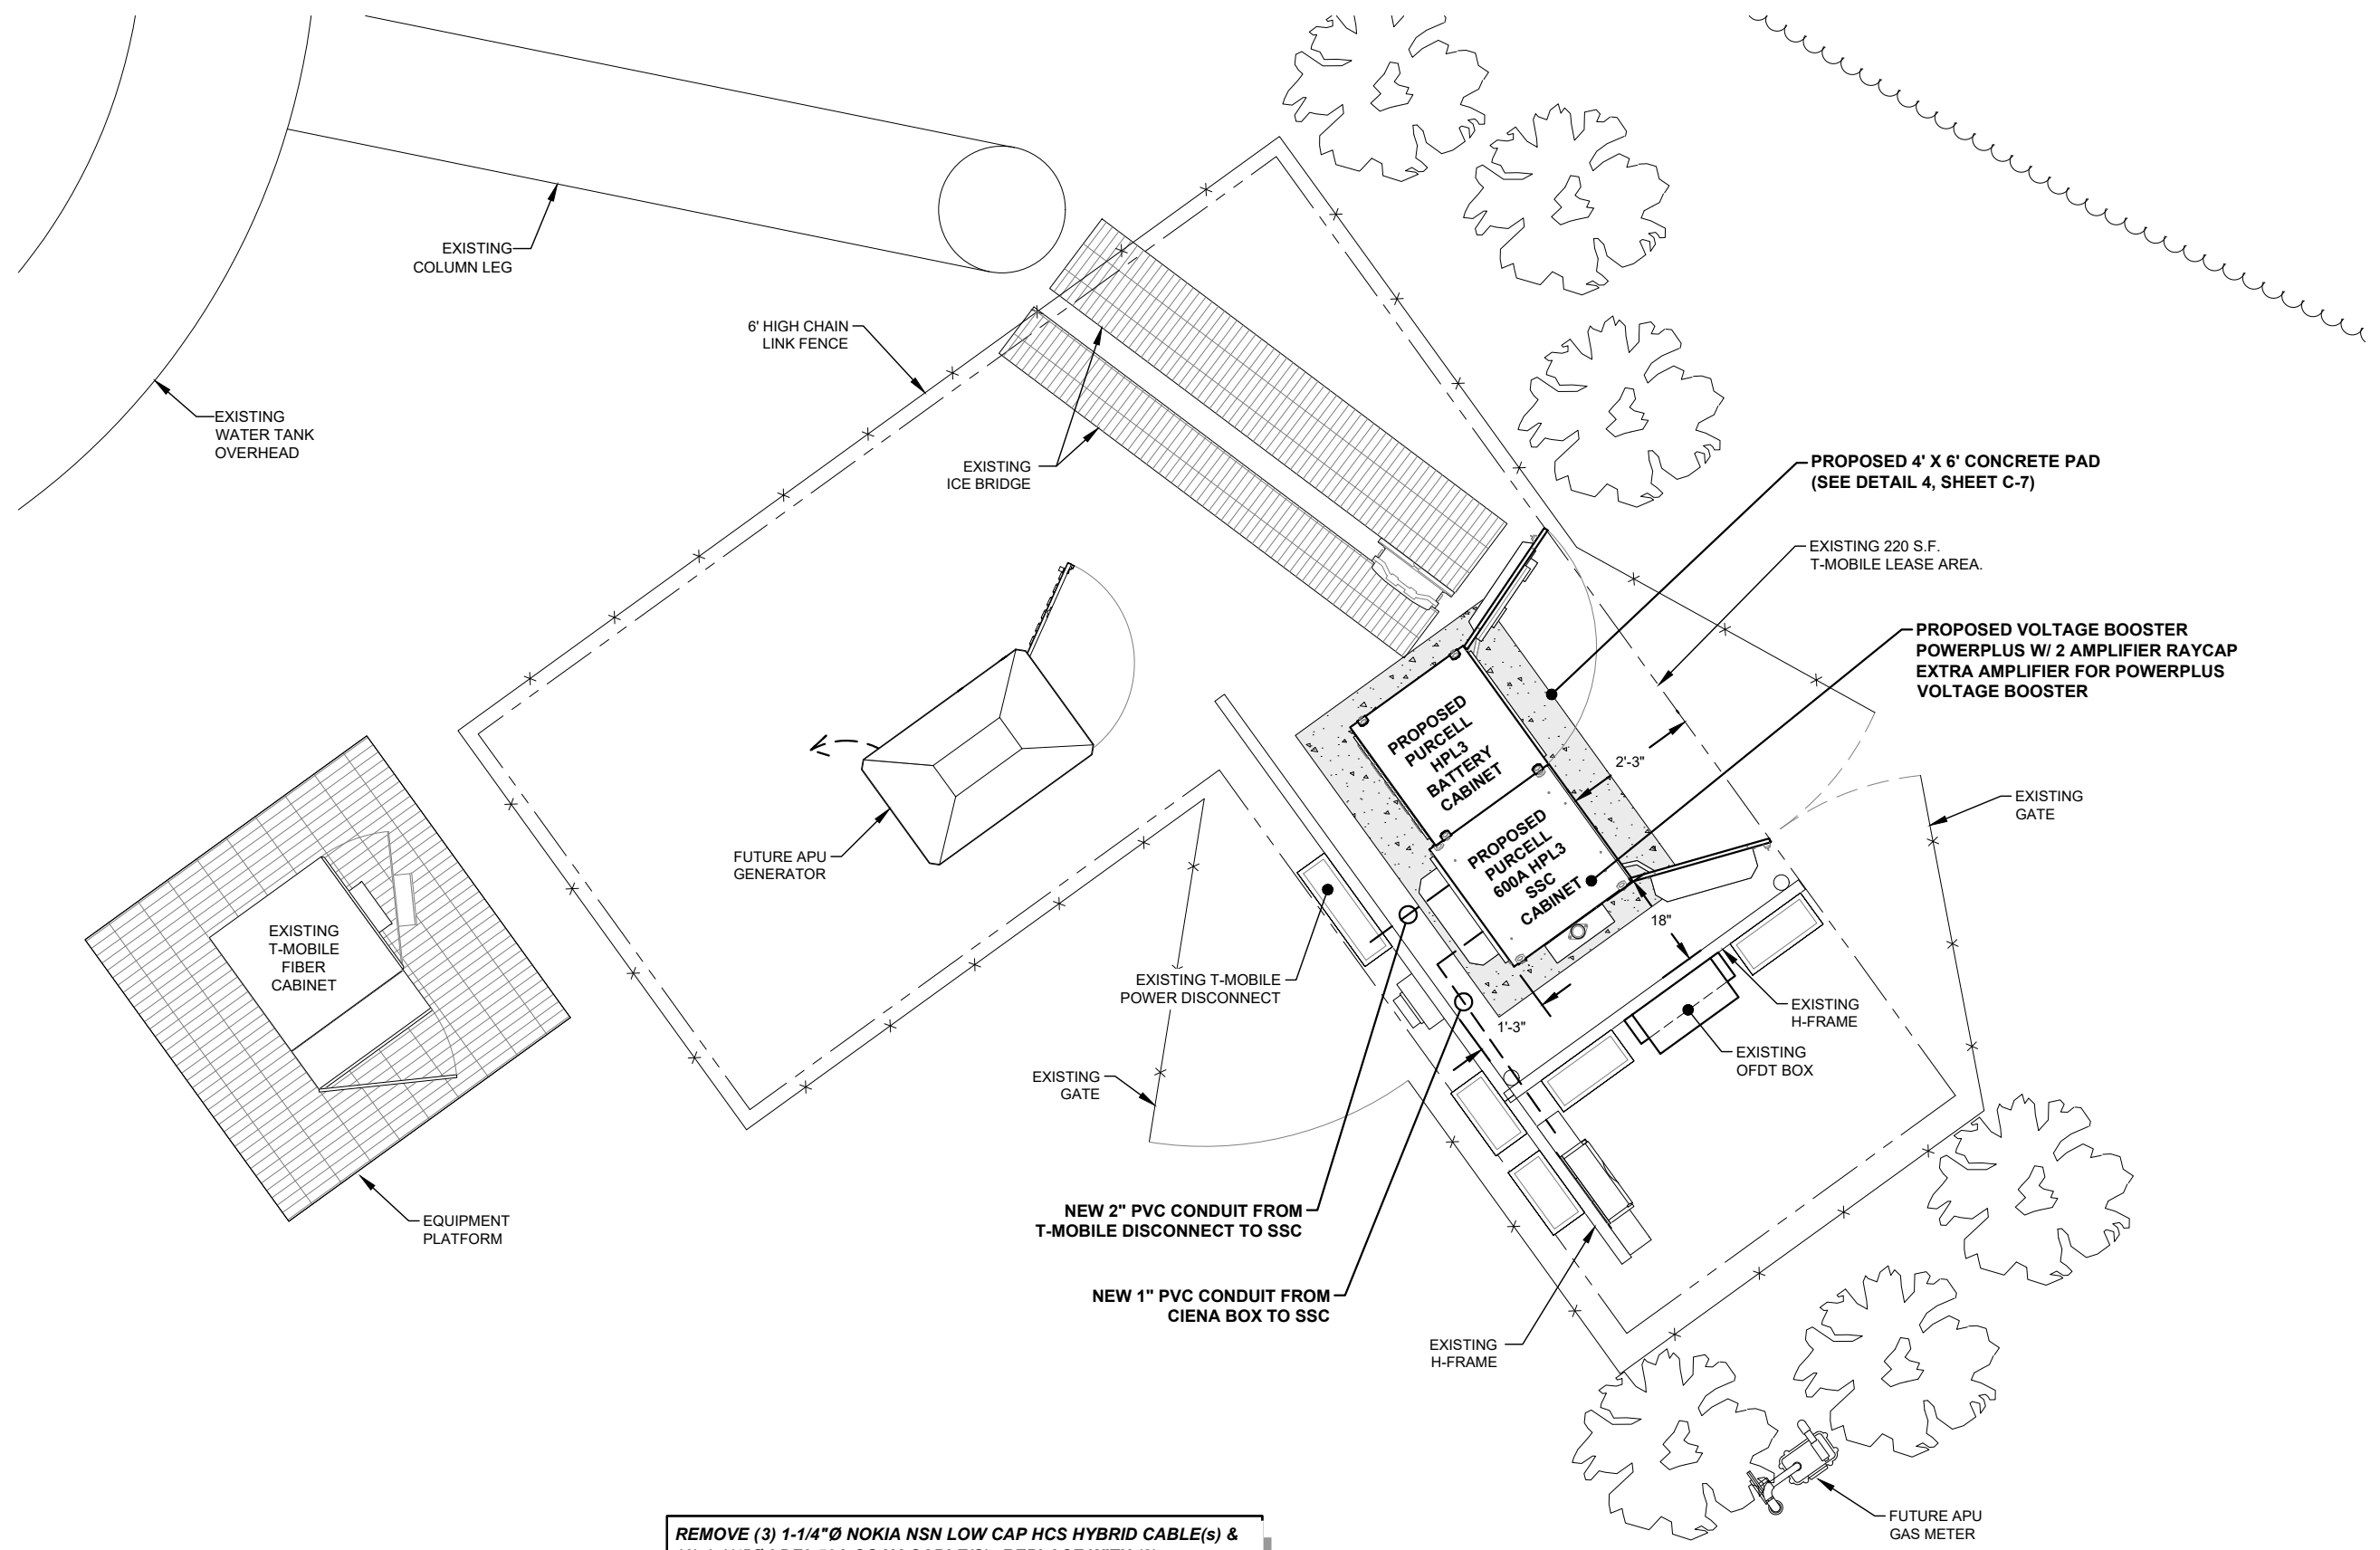 EXISTING
COLUMN LEG
6' HIGH CHAIN
LINK FENCE
EXISTING
WATER TANK
OVERHEAD
EXISTING
ICE BRIDGE
PROPOSED 4' X 6' CONCRETE PAD
(SEE DETAIL 4, SHEET C-7)
EXISTING 220 S.F.
T-MOBILE LEASE AREA.
PROPOSED VOLTAGE BOOSTER
POWERPLUS W/ 2 AMPLIFIER RAYCAP
EXTRA AMPLIFIER FOR POWERPLUS
VOLTAGE BOOSTER
PROPOSED
PURCELL
HPL3
BATTERY
CABINET
2'-3"
EXISTING
GATE
FUTURE APU
GENERATOR
PROPOSED
PURCELL
600A HPL3
SSC
CABINET
18"
EXISTING
T-MOBILE
FIBER
CABINET
EXISTING T-MOBILE
POWER DISCONNECT
1'-3"
EXISTING
H-FRAME
EXISTING
OFDT BOX
EXISTING
GATE
EQUIPMENT
PLATFORM
NEW 2" PVC CONDUIT FROM
T-MOBILE DISCONNECT TO SSC
NEW 1" PVC CONDUIT FROM
CIENA BOX TO SSC
EXISTING
H-FRAME
FUTURE APU
GAS METER
REMOVE (3) 1-1/4"Ø NOKIA NSN LOW CAP HCS HYBRID CABLE(s) &